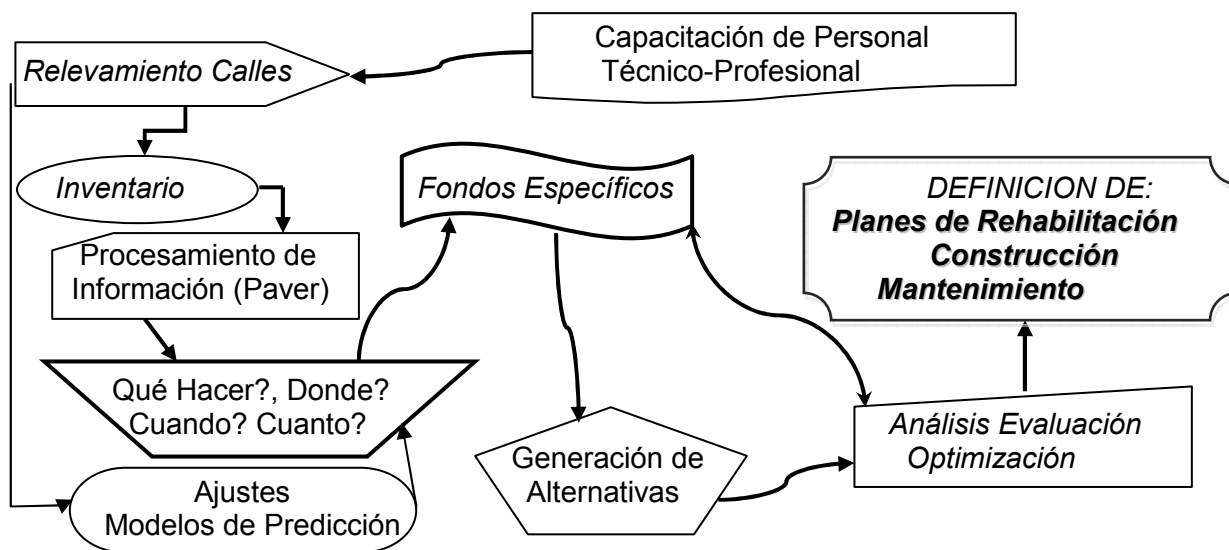 Capacitación de Personal
Técnico-Profesional
Relevamiento Calles
Inventario
Fondos Específicos
DEFINICION DE:
Planes de Rehabilitación
Construcción
Mantenimiento
Procesamiento de
Información (Paver)
Qué Hacer?, Donde?
Cuando? Cuanto?
Generación de
Alternativas
Análisis Evaluación
Optimización
Ajustes
Modelos de Predicción